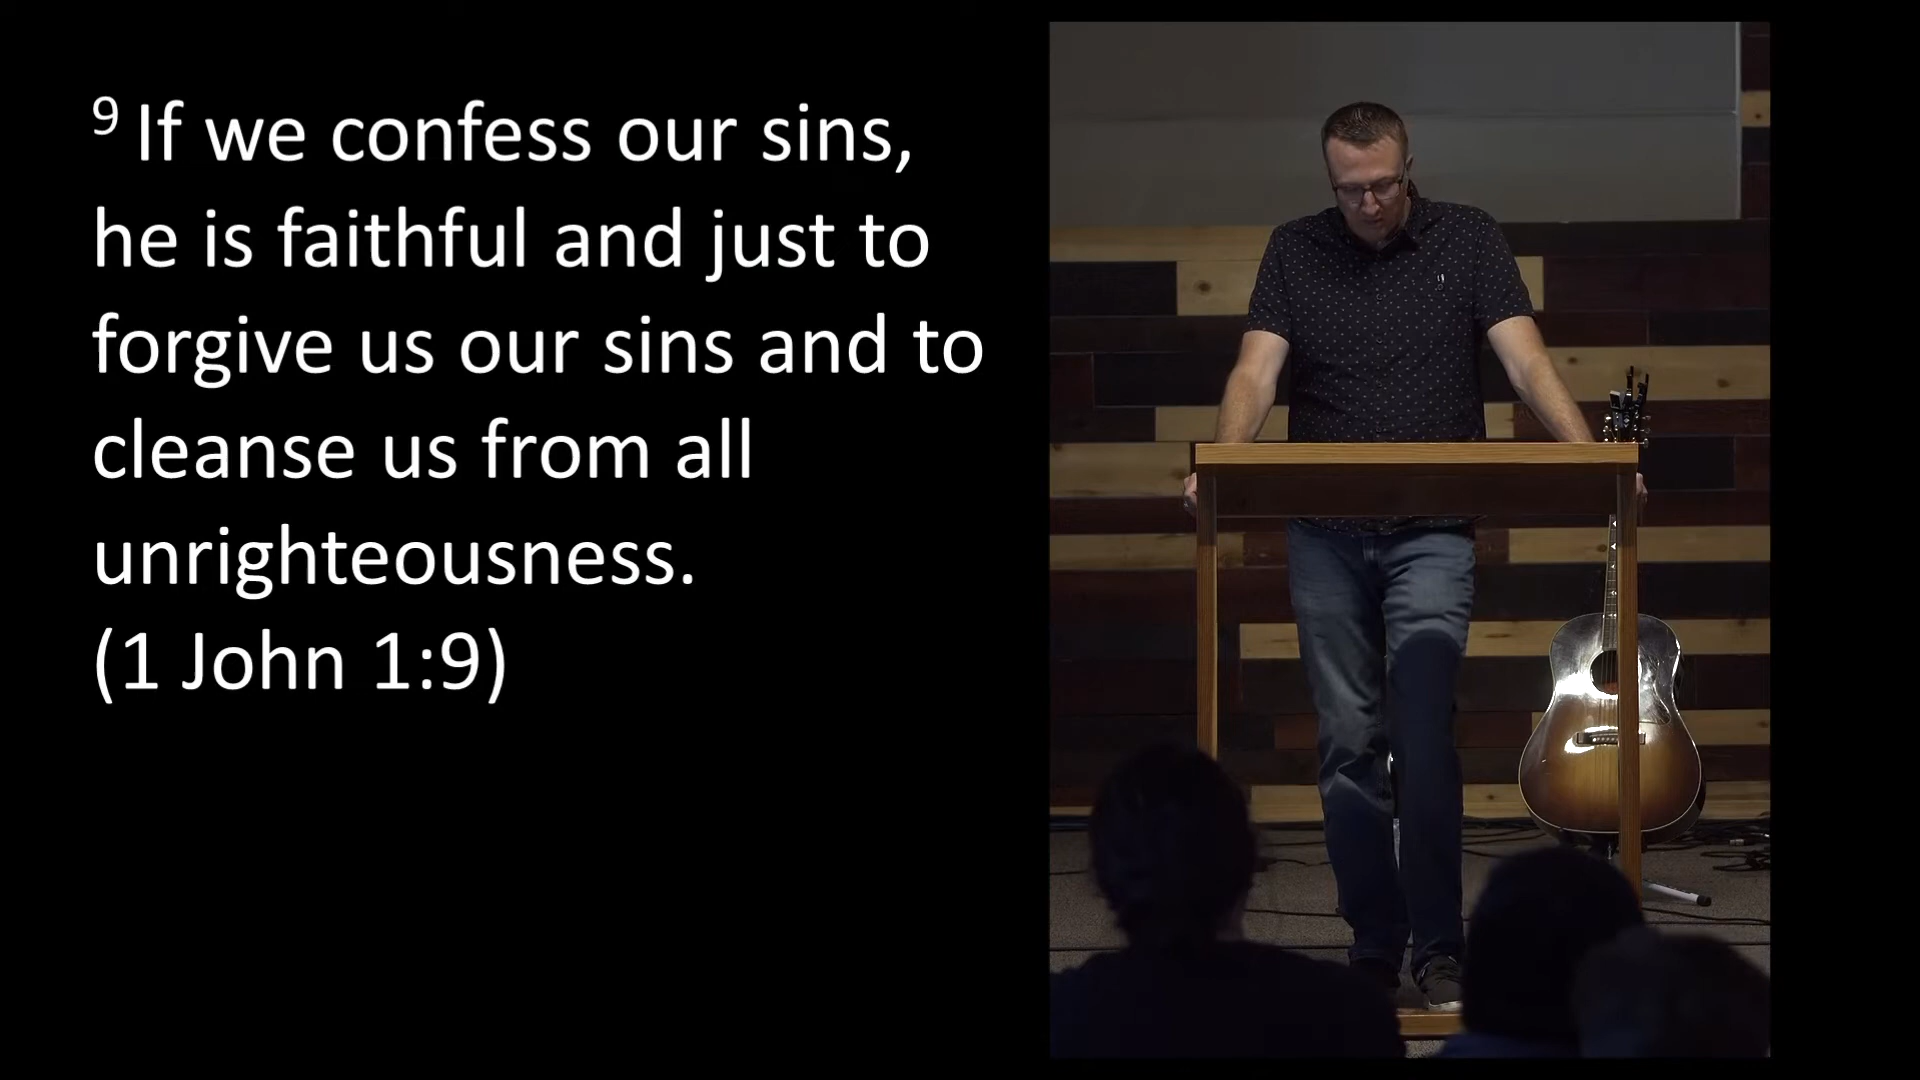 9 If we confess our sins,
he is faithful and just to
forgive us our sins and to
cleanse us from all
unrighteousness.
(1 John 1:9)